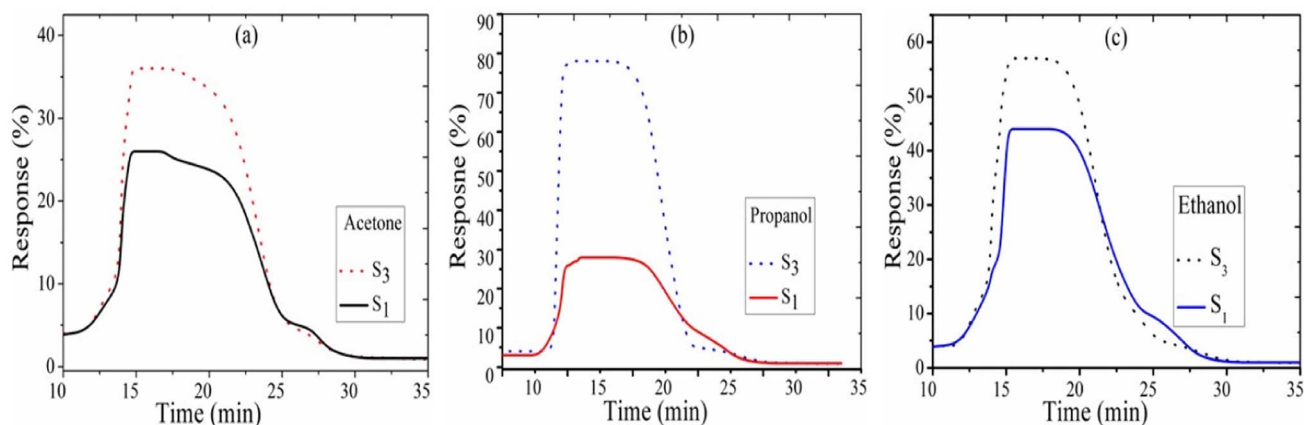 (a)
Response (%)
40
30
20
10
0
Acetone
S3
S1
10 15 20 25 30 35
Time (min)
(b)
Resposne (%)
90
80
70
60
50
40
30
20
10
0
Propanol
S3
S1
10 15 20 25 30 35
Time (min)
(c)
Response (%)
60
50
40
30
20
10
0
Ethanol
S3
S1
10 15 20 25 30 35
Time (min)